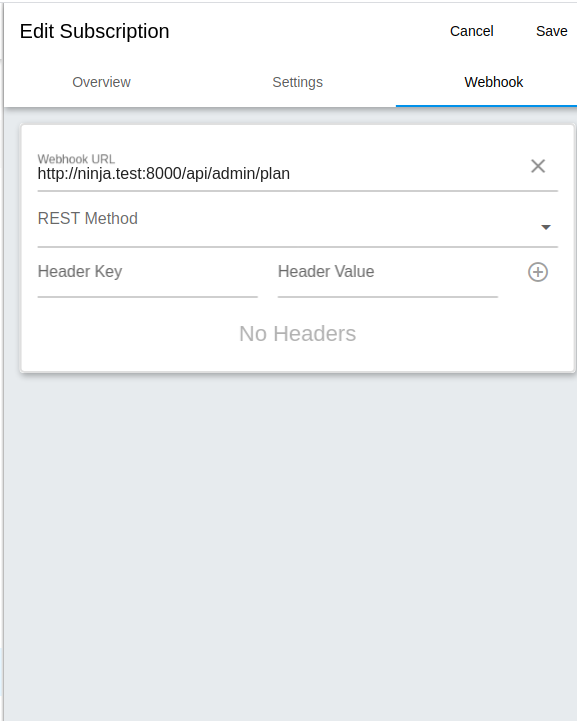 Edit Subscription Cancel Save
Overview Settings Webhook
Webhook URL
http://ninja.test:8000/api/admin/plan
REST Method
Header Key Header Value
No Headers